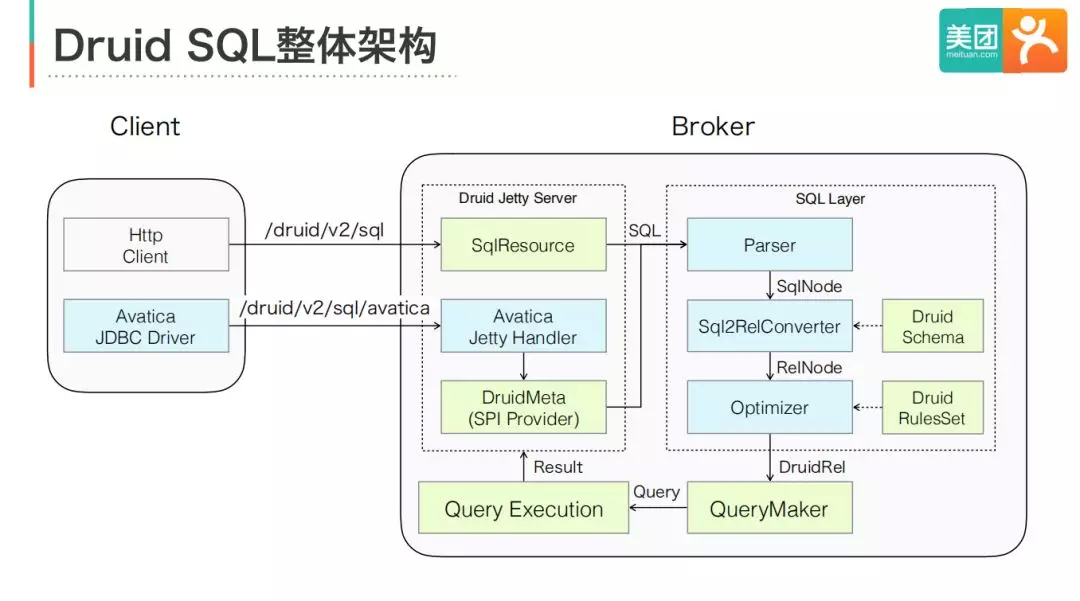 Druid SQL整体架构
美团
meituan.com
Client
Broker
Http
Client
Avatica
JDBC Driver
/druid/v2/sql
/druid/v2/sql/avatica
Druid Jetty Server
SqlResource
Avatica
Jetty Handler
DruidMeta
(SPI Provider)
SQL
SQL Layer
Parser
SqlNode
Sql2RelConverter
Druid
Schema
RelNode
Optimizer
Druid
RulesSet
DruidRel
QueryMaker
Query
Query Execution
Result